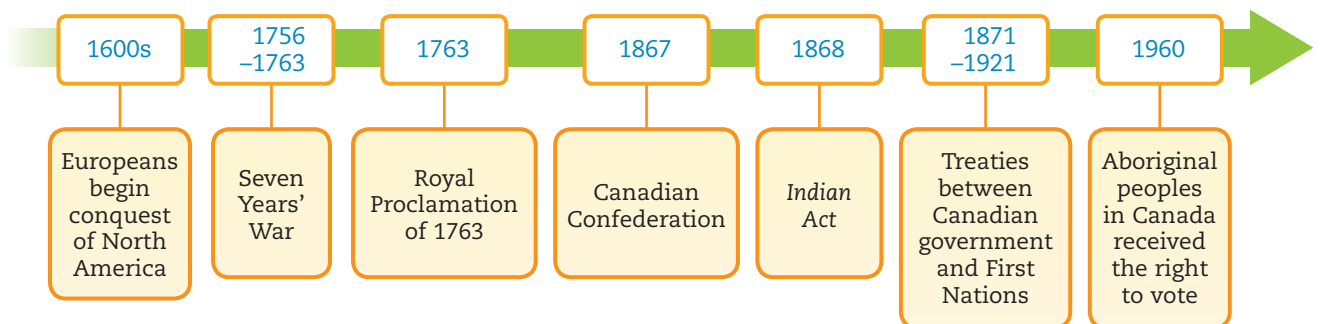 1600s
1756
–1763
1763
1867
1868
1871
–1921
1960
Europeans
begin
conquest
of North
America
Seven
Years’
War
Royal
Proclamation
of 1763
Canadian
Confederation
Indian
Act
Treaties
between
Canadian
government
and First
Nations
Aboriginal
peoples
in Canada
received
the right
to vote